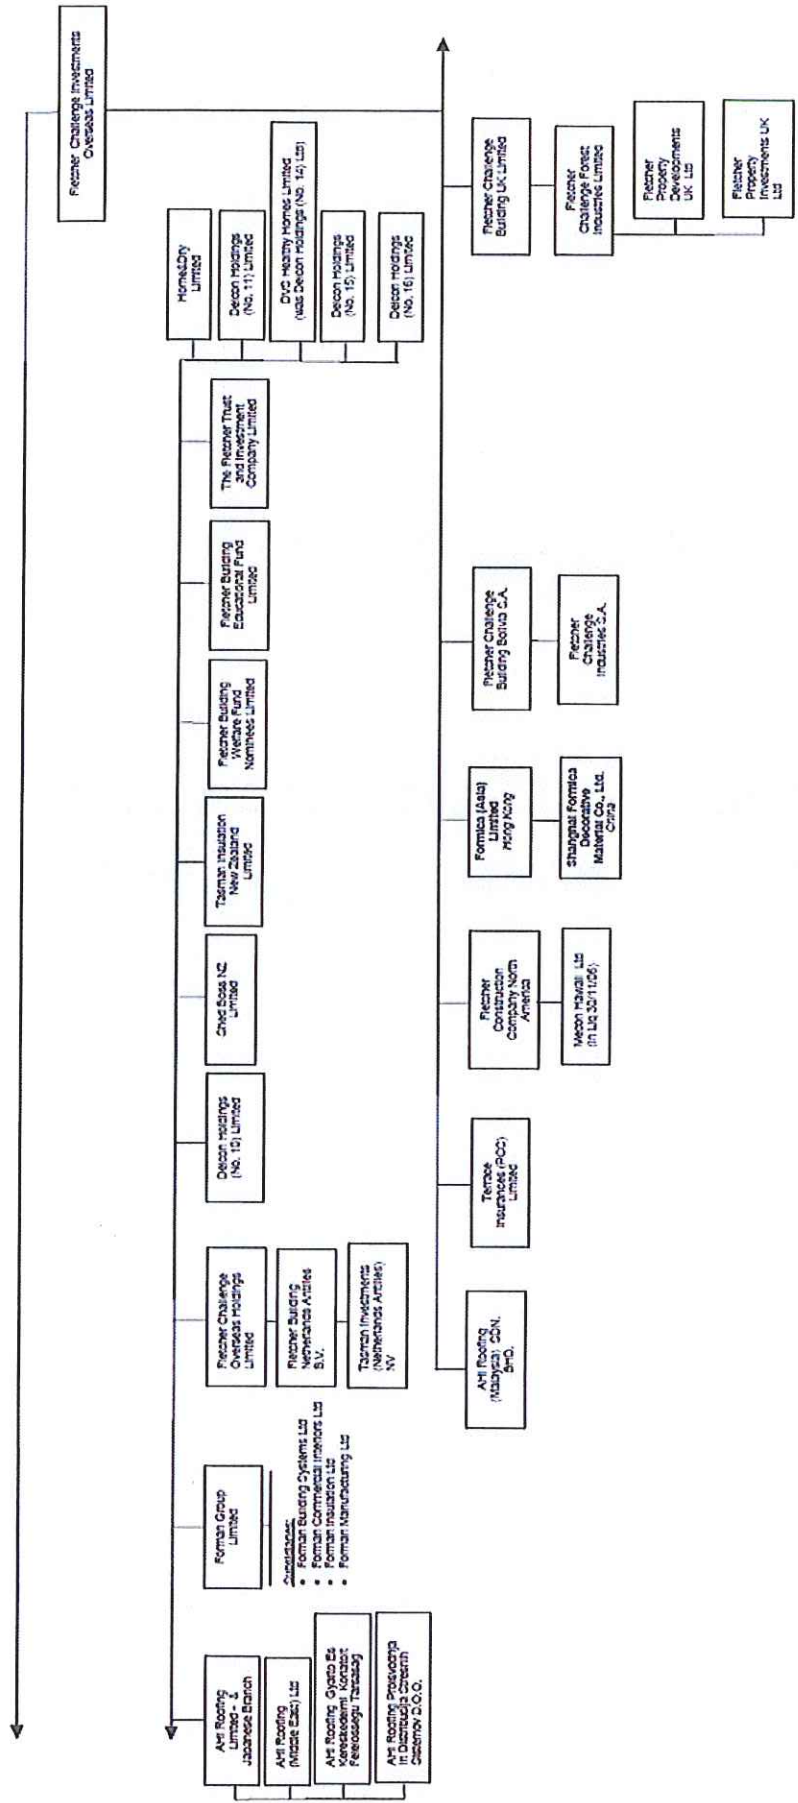 Fletcher Challenge Investments
Overseas Limited
AHI Roofing
Limited - &
Japanese Branch
AHI Roofing
(Middle East) Ltd
AHI Roofing Gyarto Es
Kereskedelmi Korlatolt
Felelossegu Tarsasag
AHI Roofing Proizvodnja
In Distribucija Stresnih
Sistemov D.O.O.
Forman Group
Limited
Subsidiaries:
• Forman Building Systems Ltd
• Forman Commercial Interiors Ltd
• Forman Insulation Ltd
• Forman Manufacturing Ltd
Fletcher Challenge
Overseas Holdings
Limited
Fletcher Building
Netherlands Antilles
B.V.
Tasman Investments
(Netherlands Antilles)
NV
Delcon Holdings
(No. 10) Limited
Shed Boss NZ
Limited
Tasman Insulation
New Zealand
Limited
Fletcher Building
Welfare Fund
Nominees Limited
Fletcher Building
Educational Fund
Limited
The Fletcher Trust
and Investment
Company Limited
Home&Dry
Limited
Delcon Holdings
(No. 11) Limited
DVS Healthy Homes Limited
(was Delcon Holdings (No. 14) Ltd)
Delcon Holdings
(No. 15) Limited
Delcon Holdings
(No. 16) Limited
AHI Roofing
(Malaysia) SDN.
BHD.
Terrace
Insurances (PCC)
Limited
Fletcher
Construction
Company North
America
Mecon Hawaii Ltd
(In Liq 30/11/06)
Formica (Asia)
Limited
Hong Kong
Shanghai Formica
Decorative
Material Co., Ltd.
China
Fletcher Challenge
Building Bolivia S.A.
Fletcher
Challenge
Industries S.A.
Fletcher Challenge
Building UK Limited
Fletcher
Challenge Forest
Industries Limited
Fletcher
Property
Developments
UK Ltd
Fletcher
Property
Investments UK
Ltd